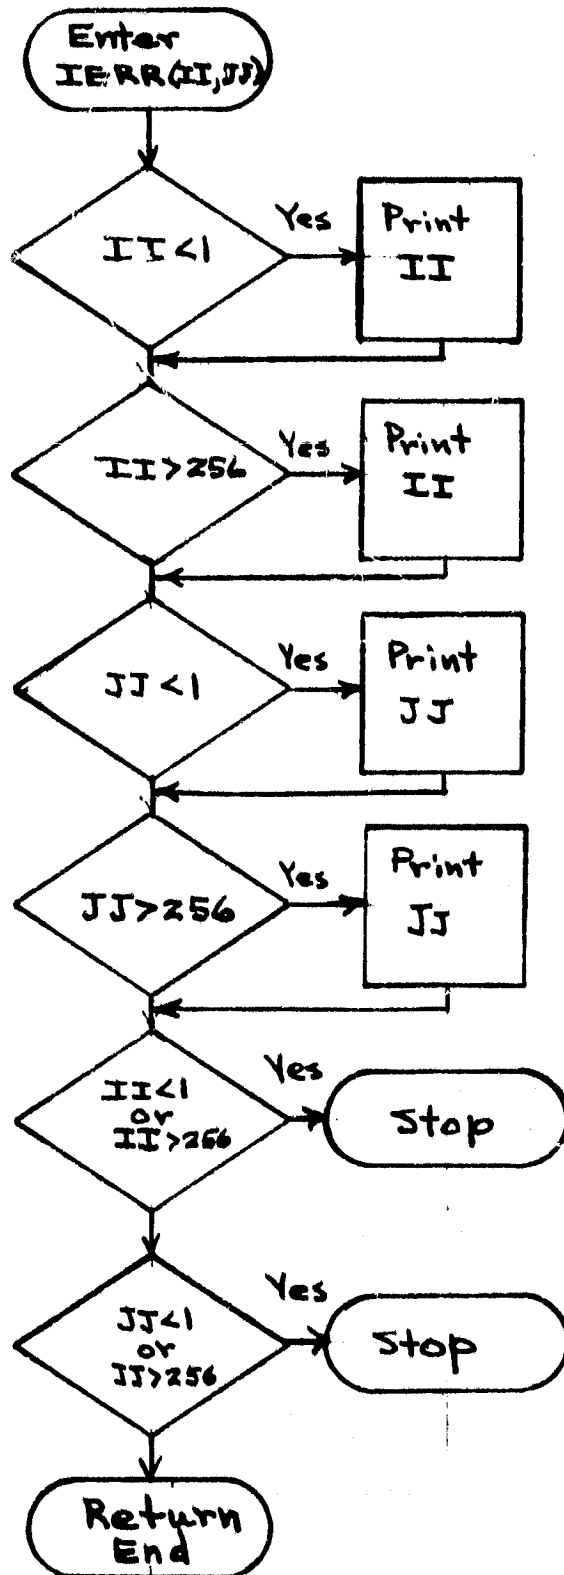 Enter
IERR(II,JJ)
II<1
Yes
Print
II
II>256
Yes
Print
II
JJ<1
Yes
Print
JJ
JJ>256
Yes
Print
JJ
II<1
or
II>256
Yes
Stop
JJ<1
or
JJ>256
Yes
Stop
Return
End